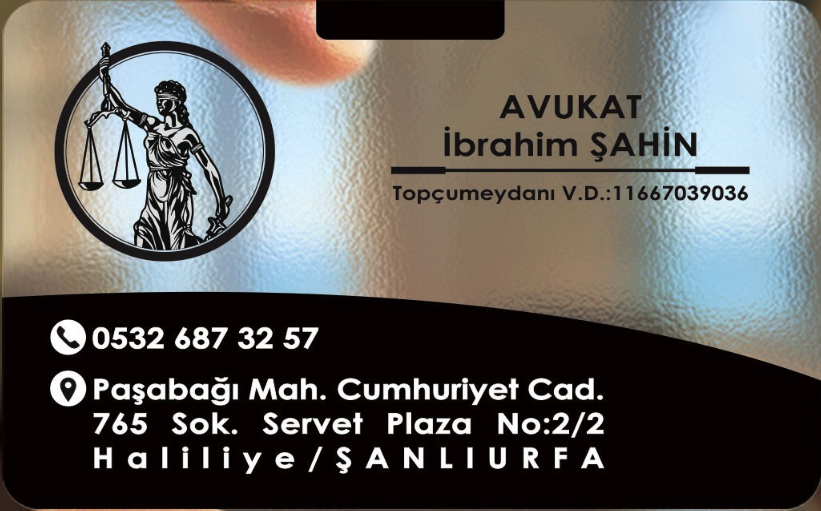 AVUKAT
İbrahim ŞAHİN
Topçumeydanı V.D.:11667039036
0532 687 32 57
Paşabağı Mah. Cumhuriyet Cad.
765 Sok. Servet Plaza No:2/2
Haliliye/ŞANLIURFA